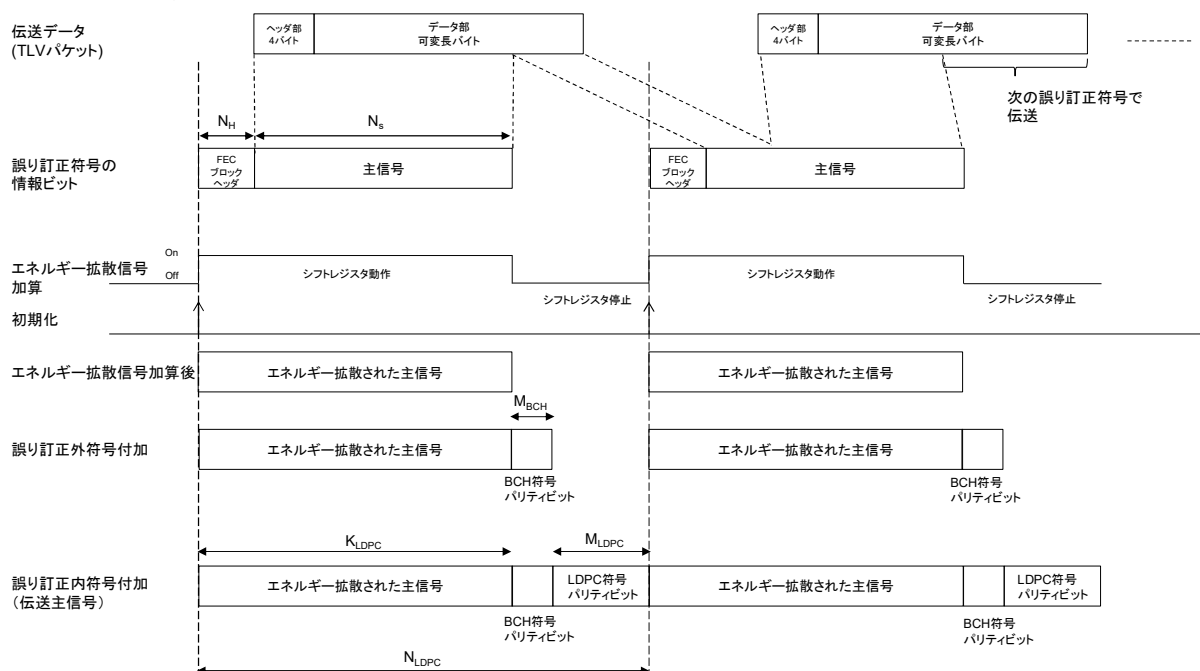 伝送データ
(TLVパケット)
ヘッダ部
4バイト
データ部
可変長バイト
ヘッダ部
4バイト
データ部
可変長バイト
次の誤り訂正符号で
伝送
NH
Ns
誤り訂正符号の
情報ビット
FEC
ブロック
ヘッダ
主信号
FEC
ブロック
ヘッダ
主信号
エネルギー拡散信号
加算
On
Off
シフトレジスタ動作
シフトレジスタ停止
シフトレジスタ動作
シフトレジスタ停止
初期化
エネルギー拡散信号加算後
エネルギー拡散された主信号
エネルギー拡散された主信号
MBCH
誤り訂正外符号付加
エネルギー拡散された主信号
エネルギー拡散された主信号
BCH符号
パリティビット
BCH符号
パリティビット
KLDPC
MLDPC
誤り訂正内符号付加
(伝送主信号)
エネルギー拡散された主信号
LDPC符号
パリティビット
エネルギー拡散された主信号
LDPC符号
パリティビット
BCH符号
パリティビット
BCH符号
パリティビット
NLDPC